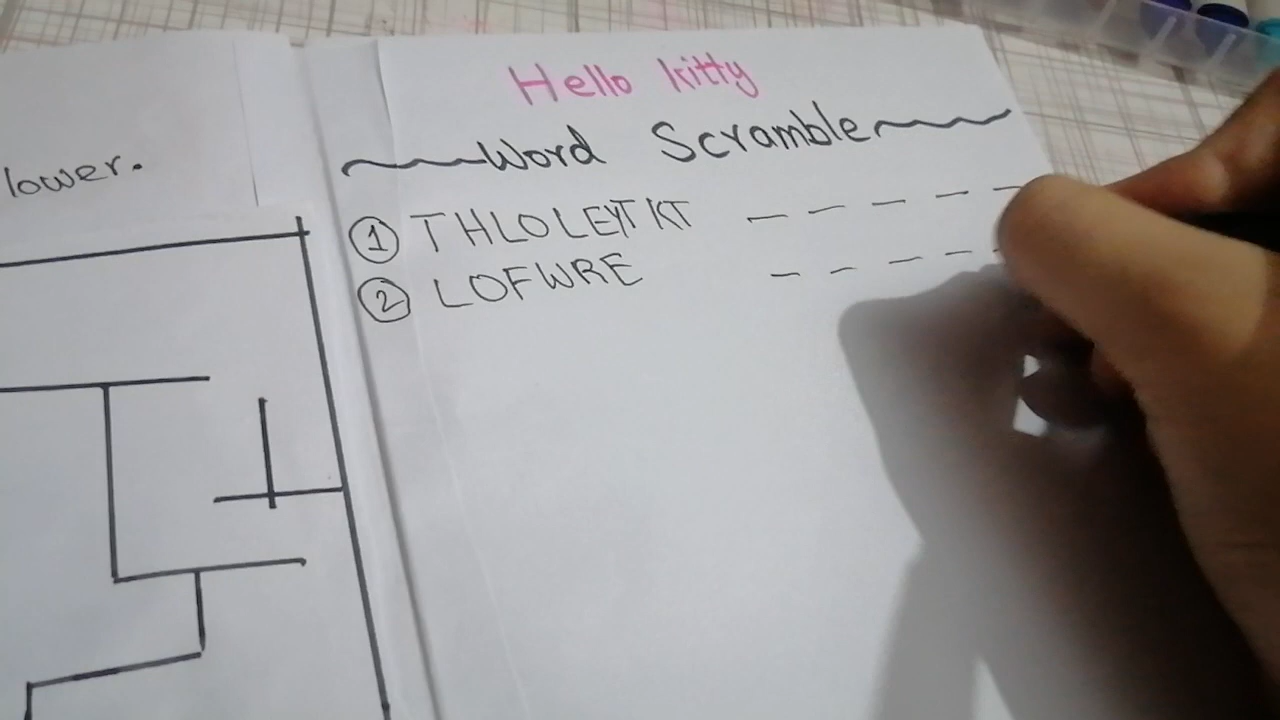 Hello kitty
Word Scramble
lower.
① THLOLEYTKT
② LOFWRE